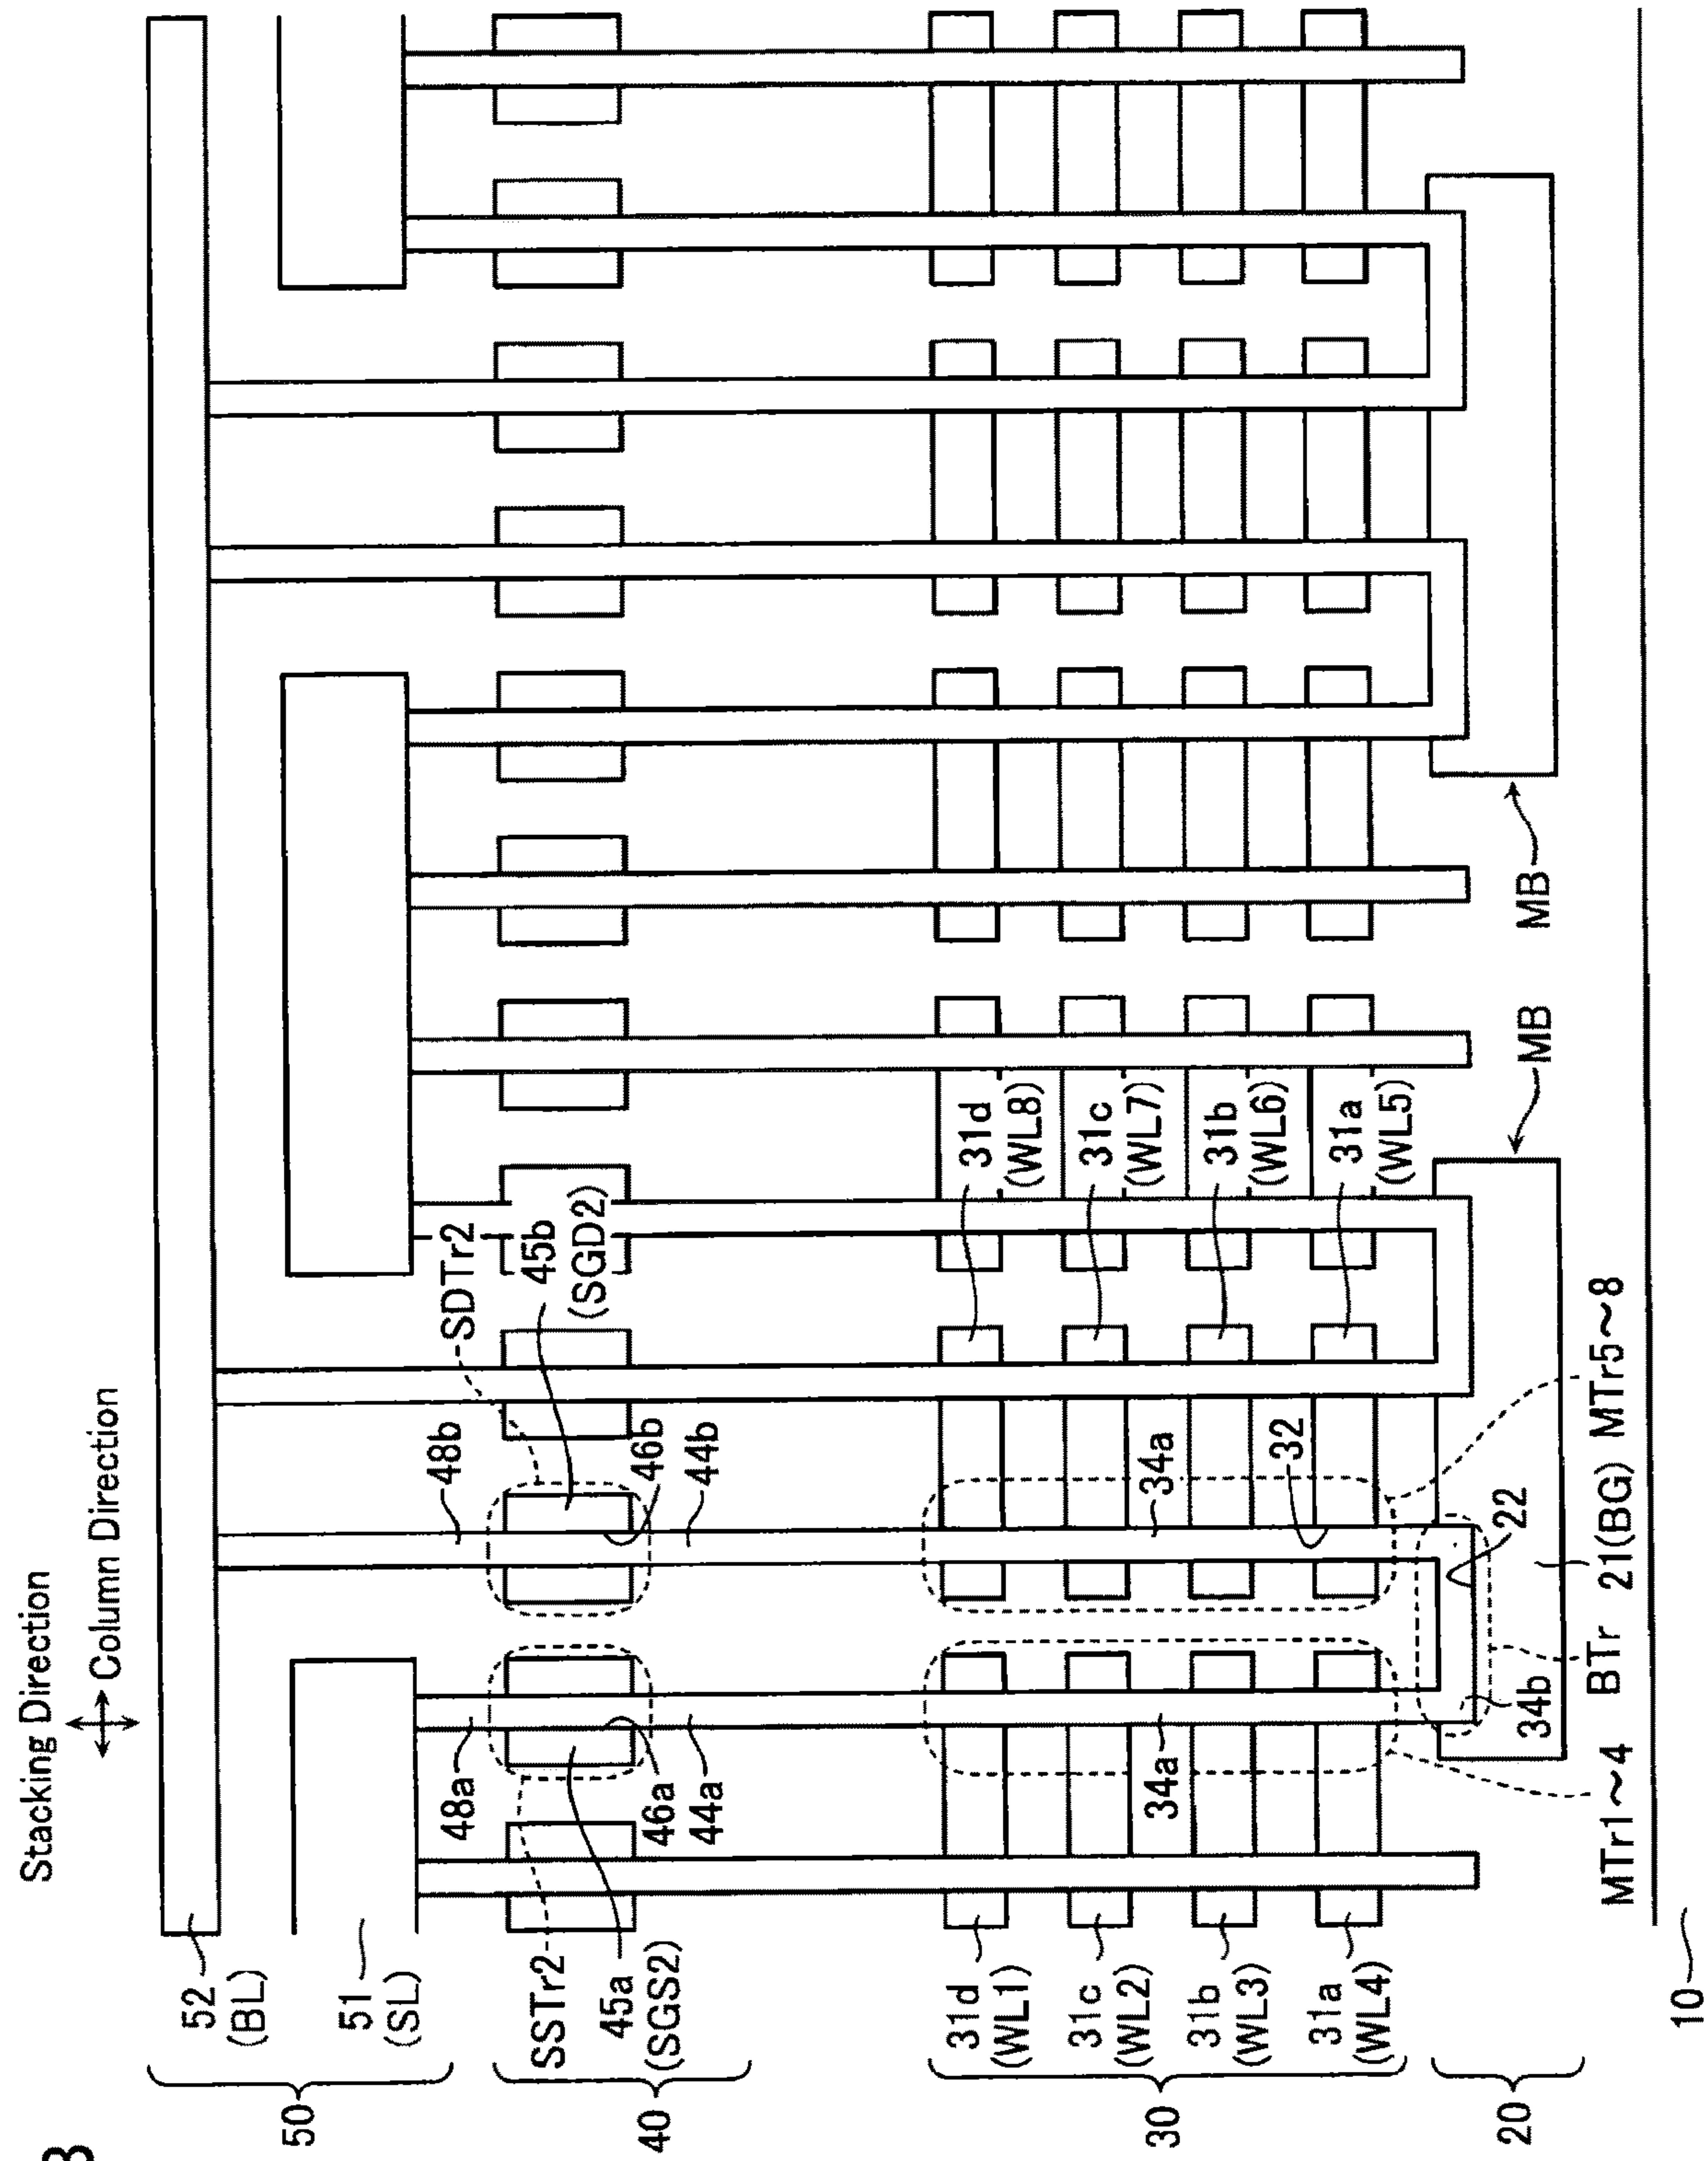 3
Stacking Direction
Column Direction
50
52
(BL)
51
(SL)
40
SSTr2
45a
(SGS2)
48a
46a
44a
48b
SDTr2
45b
(SGD2)
46b
44b
30
31d
(WL1)
31c
(WL2)
31b
(WL3)
31a
(WL4)
34a
34a
32
31d
(WL8)
31c
(WL7)
31b
(WL6)
31a
(WL5)
20
MTr1~4
34b
BTr
22
21(BG)
MTr5~8
MB
MB
10